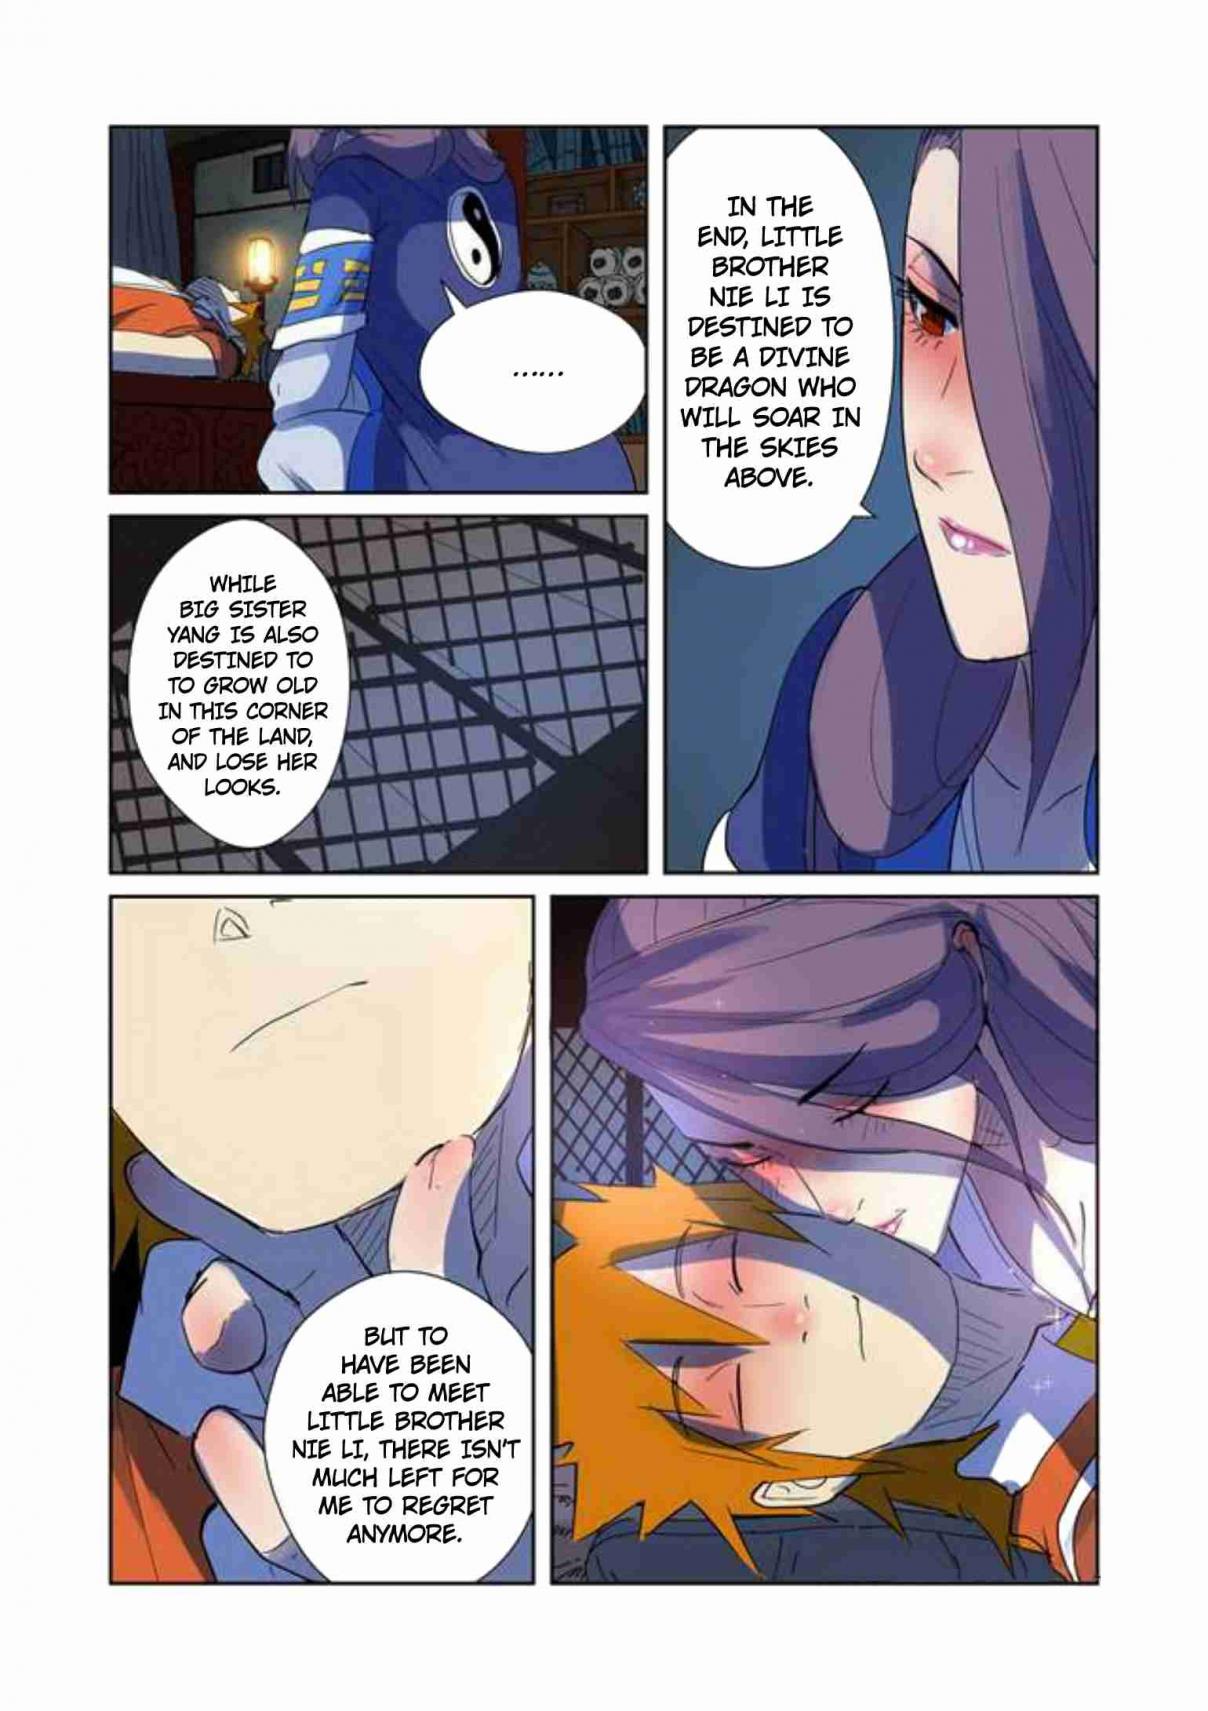 ......
IN THE
END, LITTLE
BROTHER
NIE LI IS
DESTINED TO
BE A DIVINE
DRAGON WHO
WILL SOAR IN
THE SKIES
ABOVE.
WHILE
BIG SISTER
YANG IS ALSO
DESTINED TO
TO GROW OLD
IN THIS CORNER
OF THE LAND,
AND LOSE HER
LOOKS.
BUT TO
HAVE BEEN
ABLE TO MEET
LITTLE BROTHER
NIE LI, THERE ISN'T
MUCH LEFT FOR
ME TO REGRET
ANYMORE.